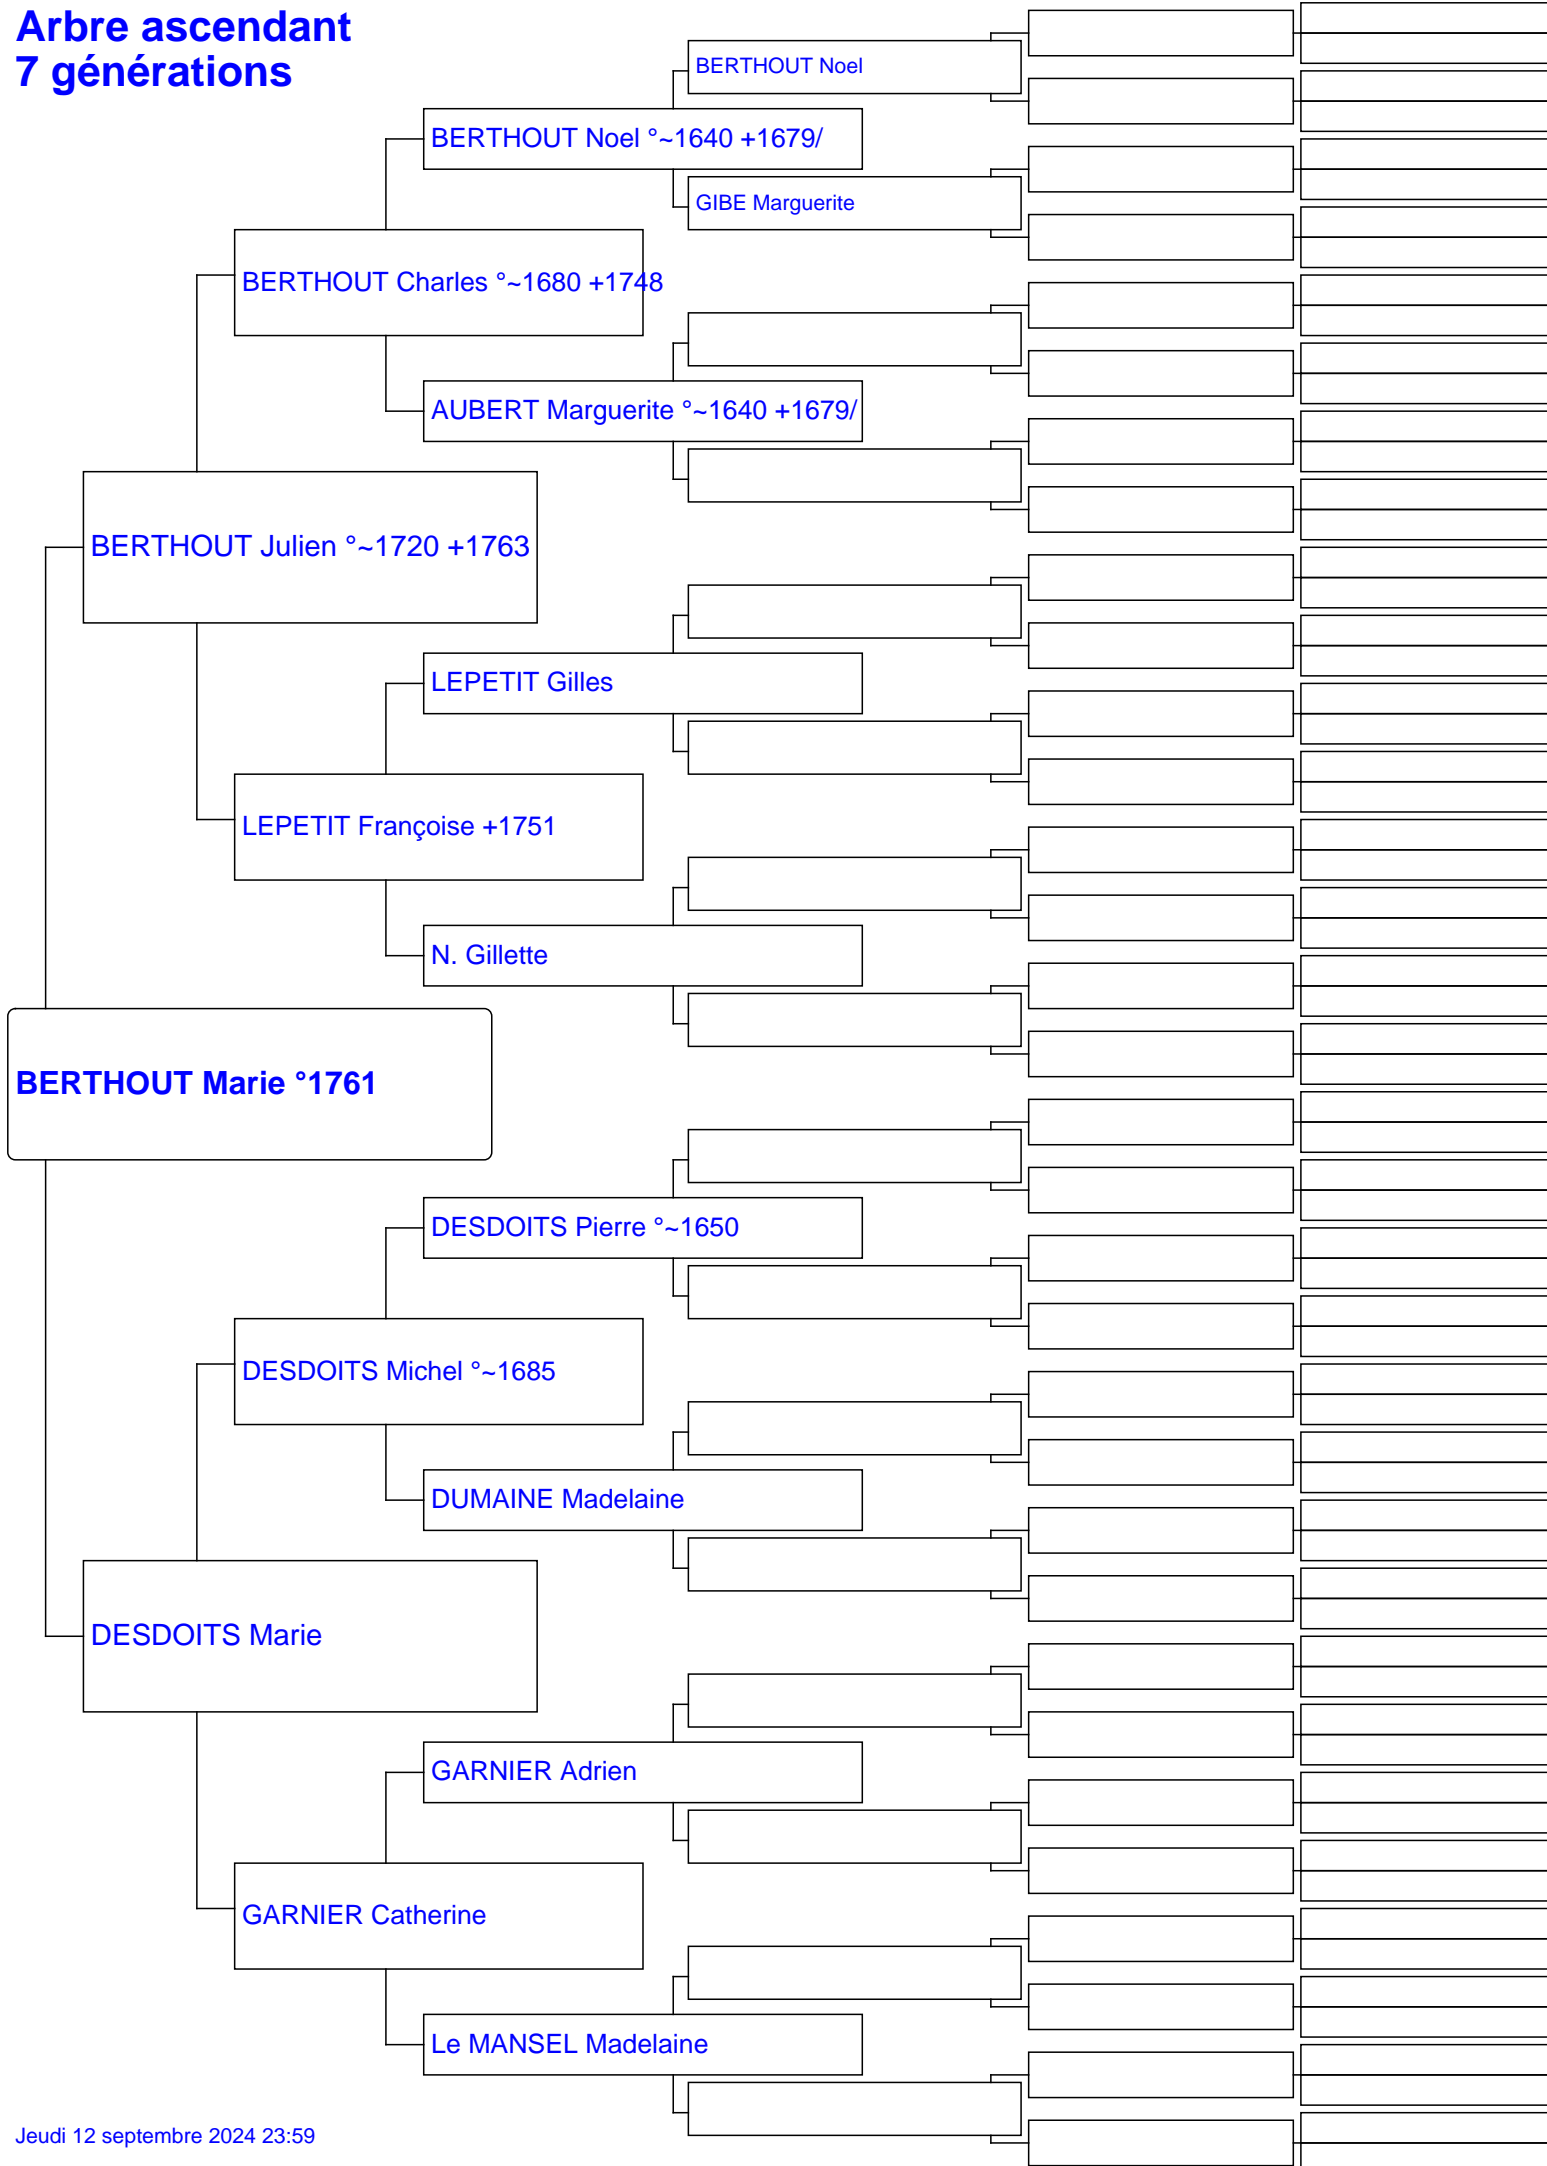 Arbre ascendant
7 générations
BERTHOUT Noel
BERTHOUT Noel °~1640 +1679/
GIBE Marguerite
BERTHOUT Charles °~1680 +1748
AUBERT Marguerite °~1640 +1679/
BERTHOUT Julien °~1720 +1763
LEPETIT Gilles
LEPETIT Françoise +1751
N. Gillette
BERTHOUT Marie °1761
DESDOITS Pierre °~1650
DESDOITS Michel °~1685
DUMAINE Madelaine
DESDOITS Marie
GARNIER Adrien
GARNIER Catherine
Le MANSEL Madelaine
Jeudi 12 septembre 2024 23:59